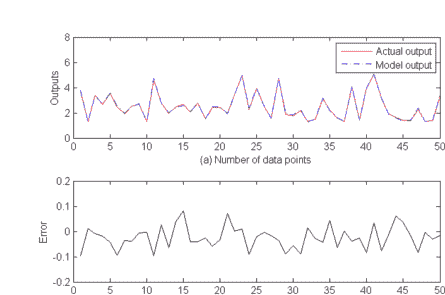 8
Actual output
Model output
6
4
2
0
Outputs
0 5 10 15 20 25 30 35 40 45 50
(a) Number of data points
0.2
0.1
0
-0.1
-0.2
Error
0 5 10 15 20 25 30 35 40 45 50